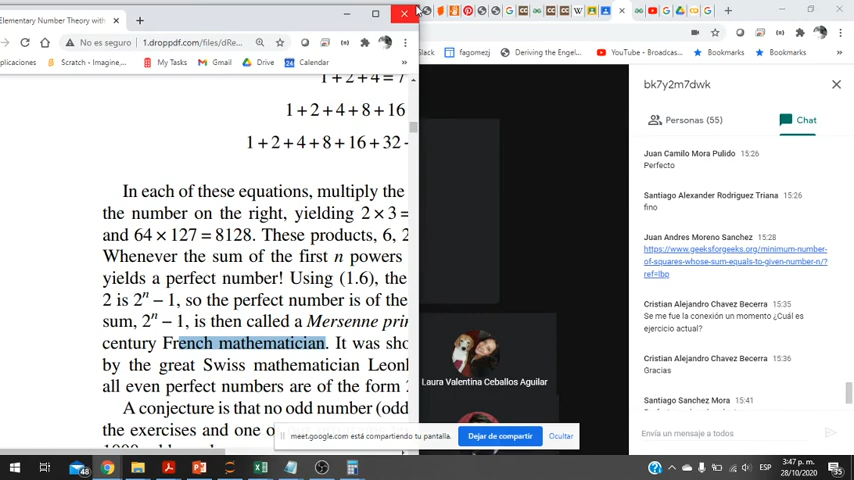 Elementary Number Theory with
No es seguro
1.droppdf.com/files/dRe...
plicaciones
Scratch - Imagine,...
My Tasks
Gmail
Drive
Calendar
»
1 + 2 + 4 = 7
1 + 2 + 4 + 8 + 16
1 + 2 + 4 + 8 + 16 + 32
In each of these equations, multiply the
the number on the right, yielding 2 × 3 =
and 64 × 127 = 8128. These products, 6, 2
Whenever the sum of the first n powers
yields a perfect number! Using (1.6), the
2 is 2ⁿ − 1, so the perfect number is of the
sum, 2ⁿ − 1, is then called a Mersenne prin
century French mathematician. It was sho
by the great Swiss mathematician Leonl
all even perfect numbers are of the form
A conjecture is that no odd number (odd
the exercises and one o
Slack
fagomezj
Deriving the Engel...
YouTube - Broadcas...
Bookmarks
Bookmarks
Laura Valentina Ceballos Aguilar
bk7y2m7dwk
Personas (55)
Chat
Juan Camilo Mora Pulido 15:26
Perfecto
Santiago Alexander Rodriguez Triana 15:26
fino
Juan Andres Moreno Sanchez 15:28
https://www.geeksforgeeks.org/minimum-number-
of-squares-whose-sum-equals-to-given-number-n/?
ref=lbp
Cristian Alejandro Chavez Becerra 15:35
Se me fue la conexión un momento ¿Cuál es
ejercicio actual?
Cristian Alejandro Chavez Becerra 15:36
Gracias
Santiago Sanchez Mora 15:41
Envía un mensaje a todos
meet.google.com está compartiendo tu pantalla.
Dejar de compartir
Ocultar
48
ESP
3:47 p. m.
28/10/2020
35